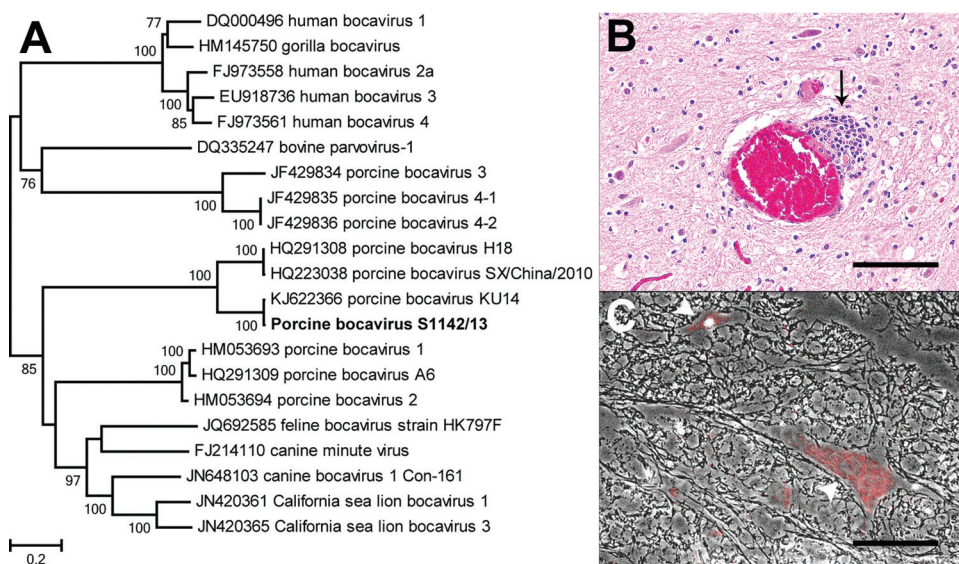 A
77
DQ000496 human bocavirus 1
100
HM145750 gorilla bocavirus
FJ973558 human bocavirus 2a
100
EU918736 human bocavirus 3
85
FJ973561 human bocavirus 4
DQ335247 bovine parvovirus-1
76
JF429834 porcine bocavirus 3
100
JF429835 porcine bocavirus 4-1
JF429836 porcine bocavirus 4-2
100
HQ291308 porcine bocavirus H18
100
HQ223038 porcine bocavirus SX/China/2010
100
KJ622366 porcine bocavirus KU14
100
Porcine bocavirus S1142/13
85
100
HM053693 porcine bocavirus 1
100
HQ291309 porcine bocavirus A6
HM053694 porcine bocavirus 2
JQ692585 feline bocavirus strain HK797F
FJ214110 canine minute virus
97
JN648103 canine bocavirus 1 Con-161
100
JN420361 California sea lion bocavirus 1
100
JN420365 California sea lion bocavirus 3
0.2
B
C